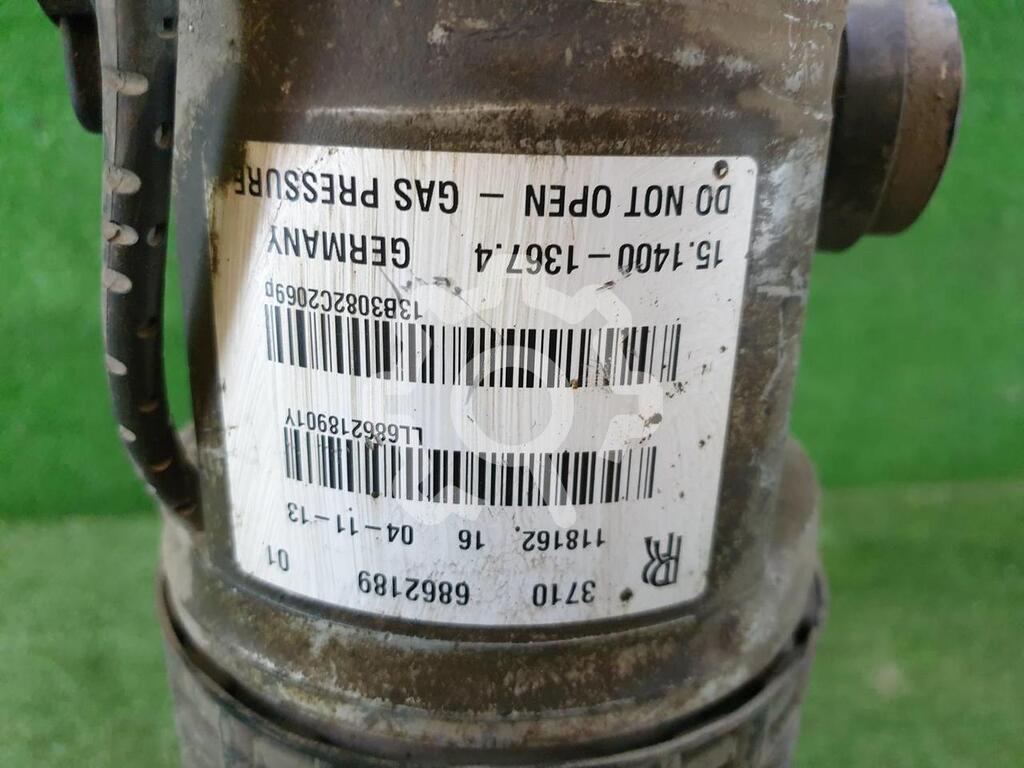 3710 6862189 01
RR
118162. 16 04-11-13
LL686218901Y
13B3082C2069p
15.1400-1367.4 GERMANY
DO NOT OPEN - GAS PRESSURE